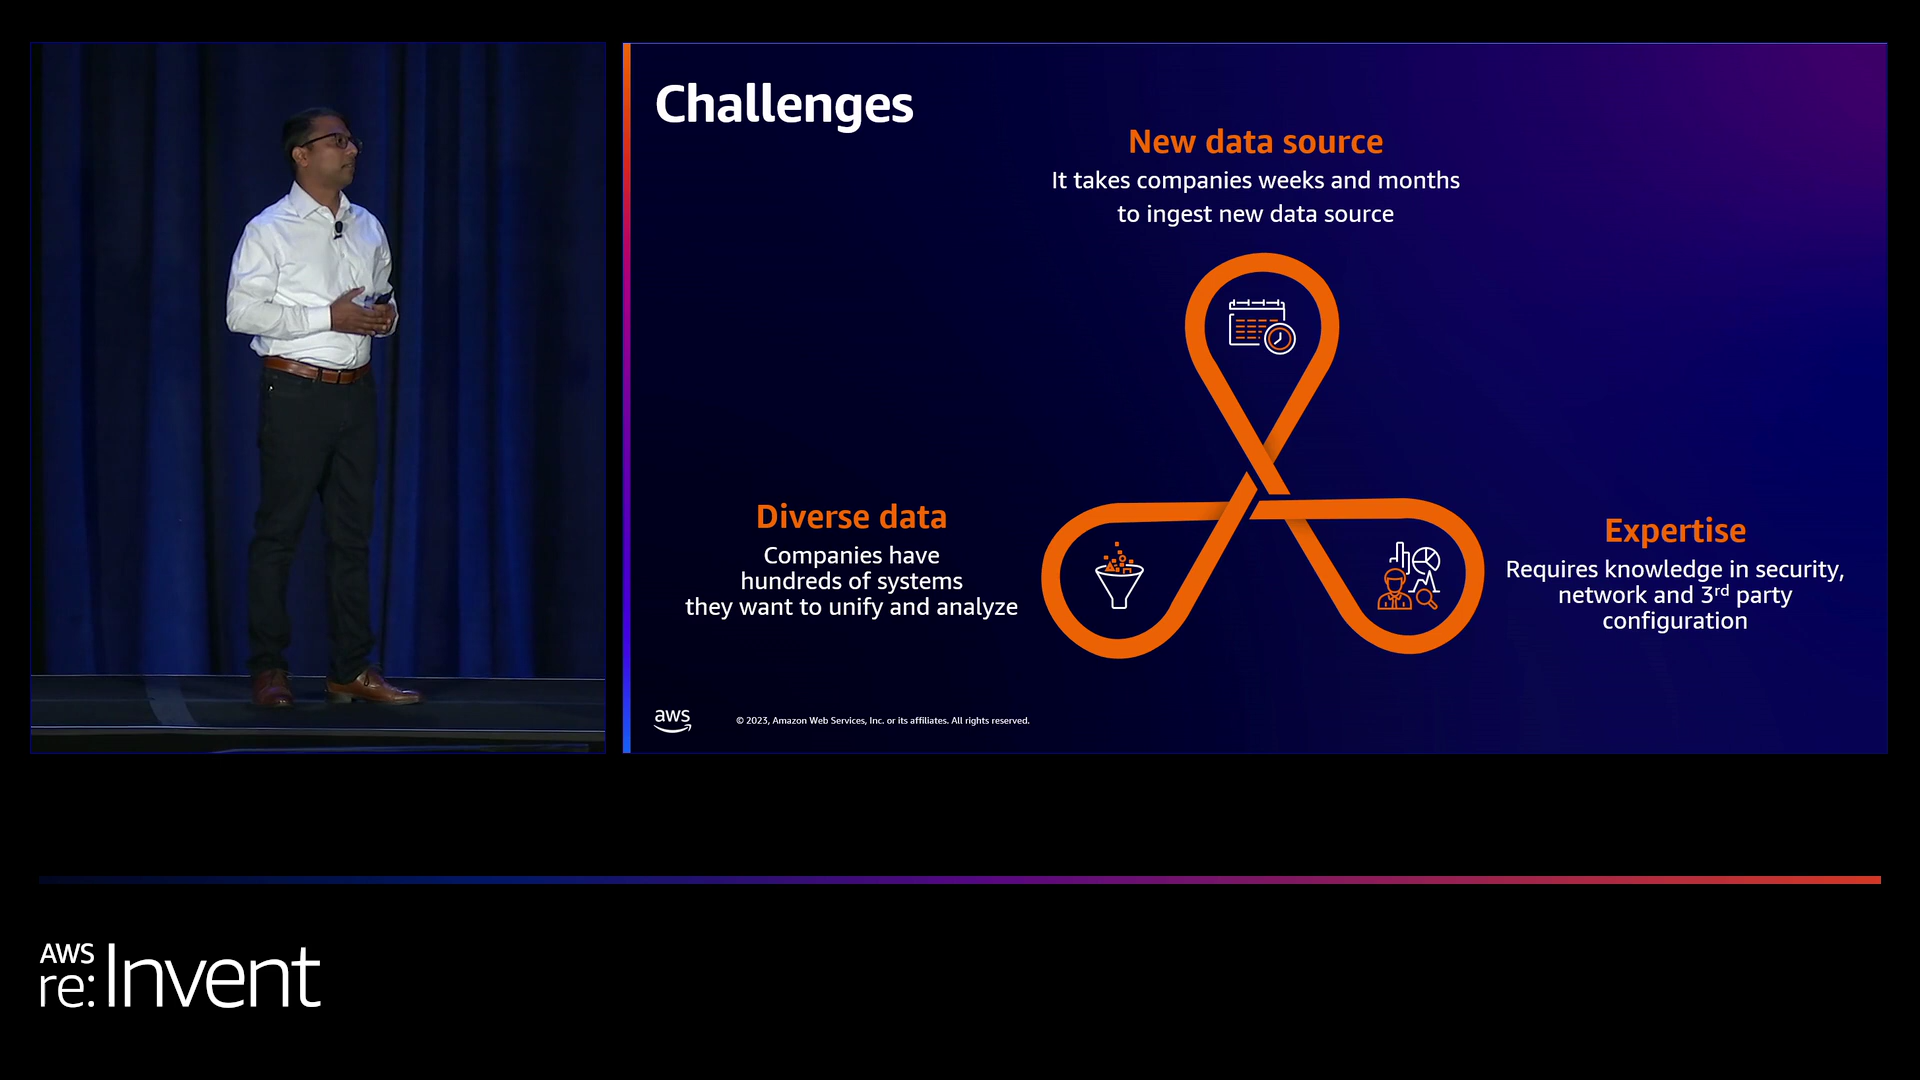 Challenges
New data source
It takes companies weeks and months
to ingest new data source
Diverse data
Companies have
hundreds of systems
they want to unify and analyze
Expertise
Requires knowledge in security,
network and 3rd party
configuration
aws
© 2023, Amazon Web Services, Inc. or its affiliates. All rights reserved.
AWS
re:Invent